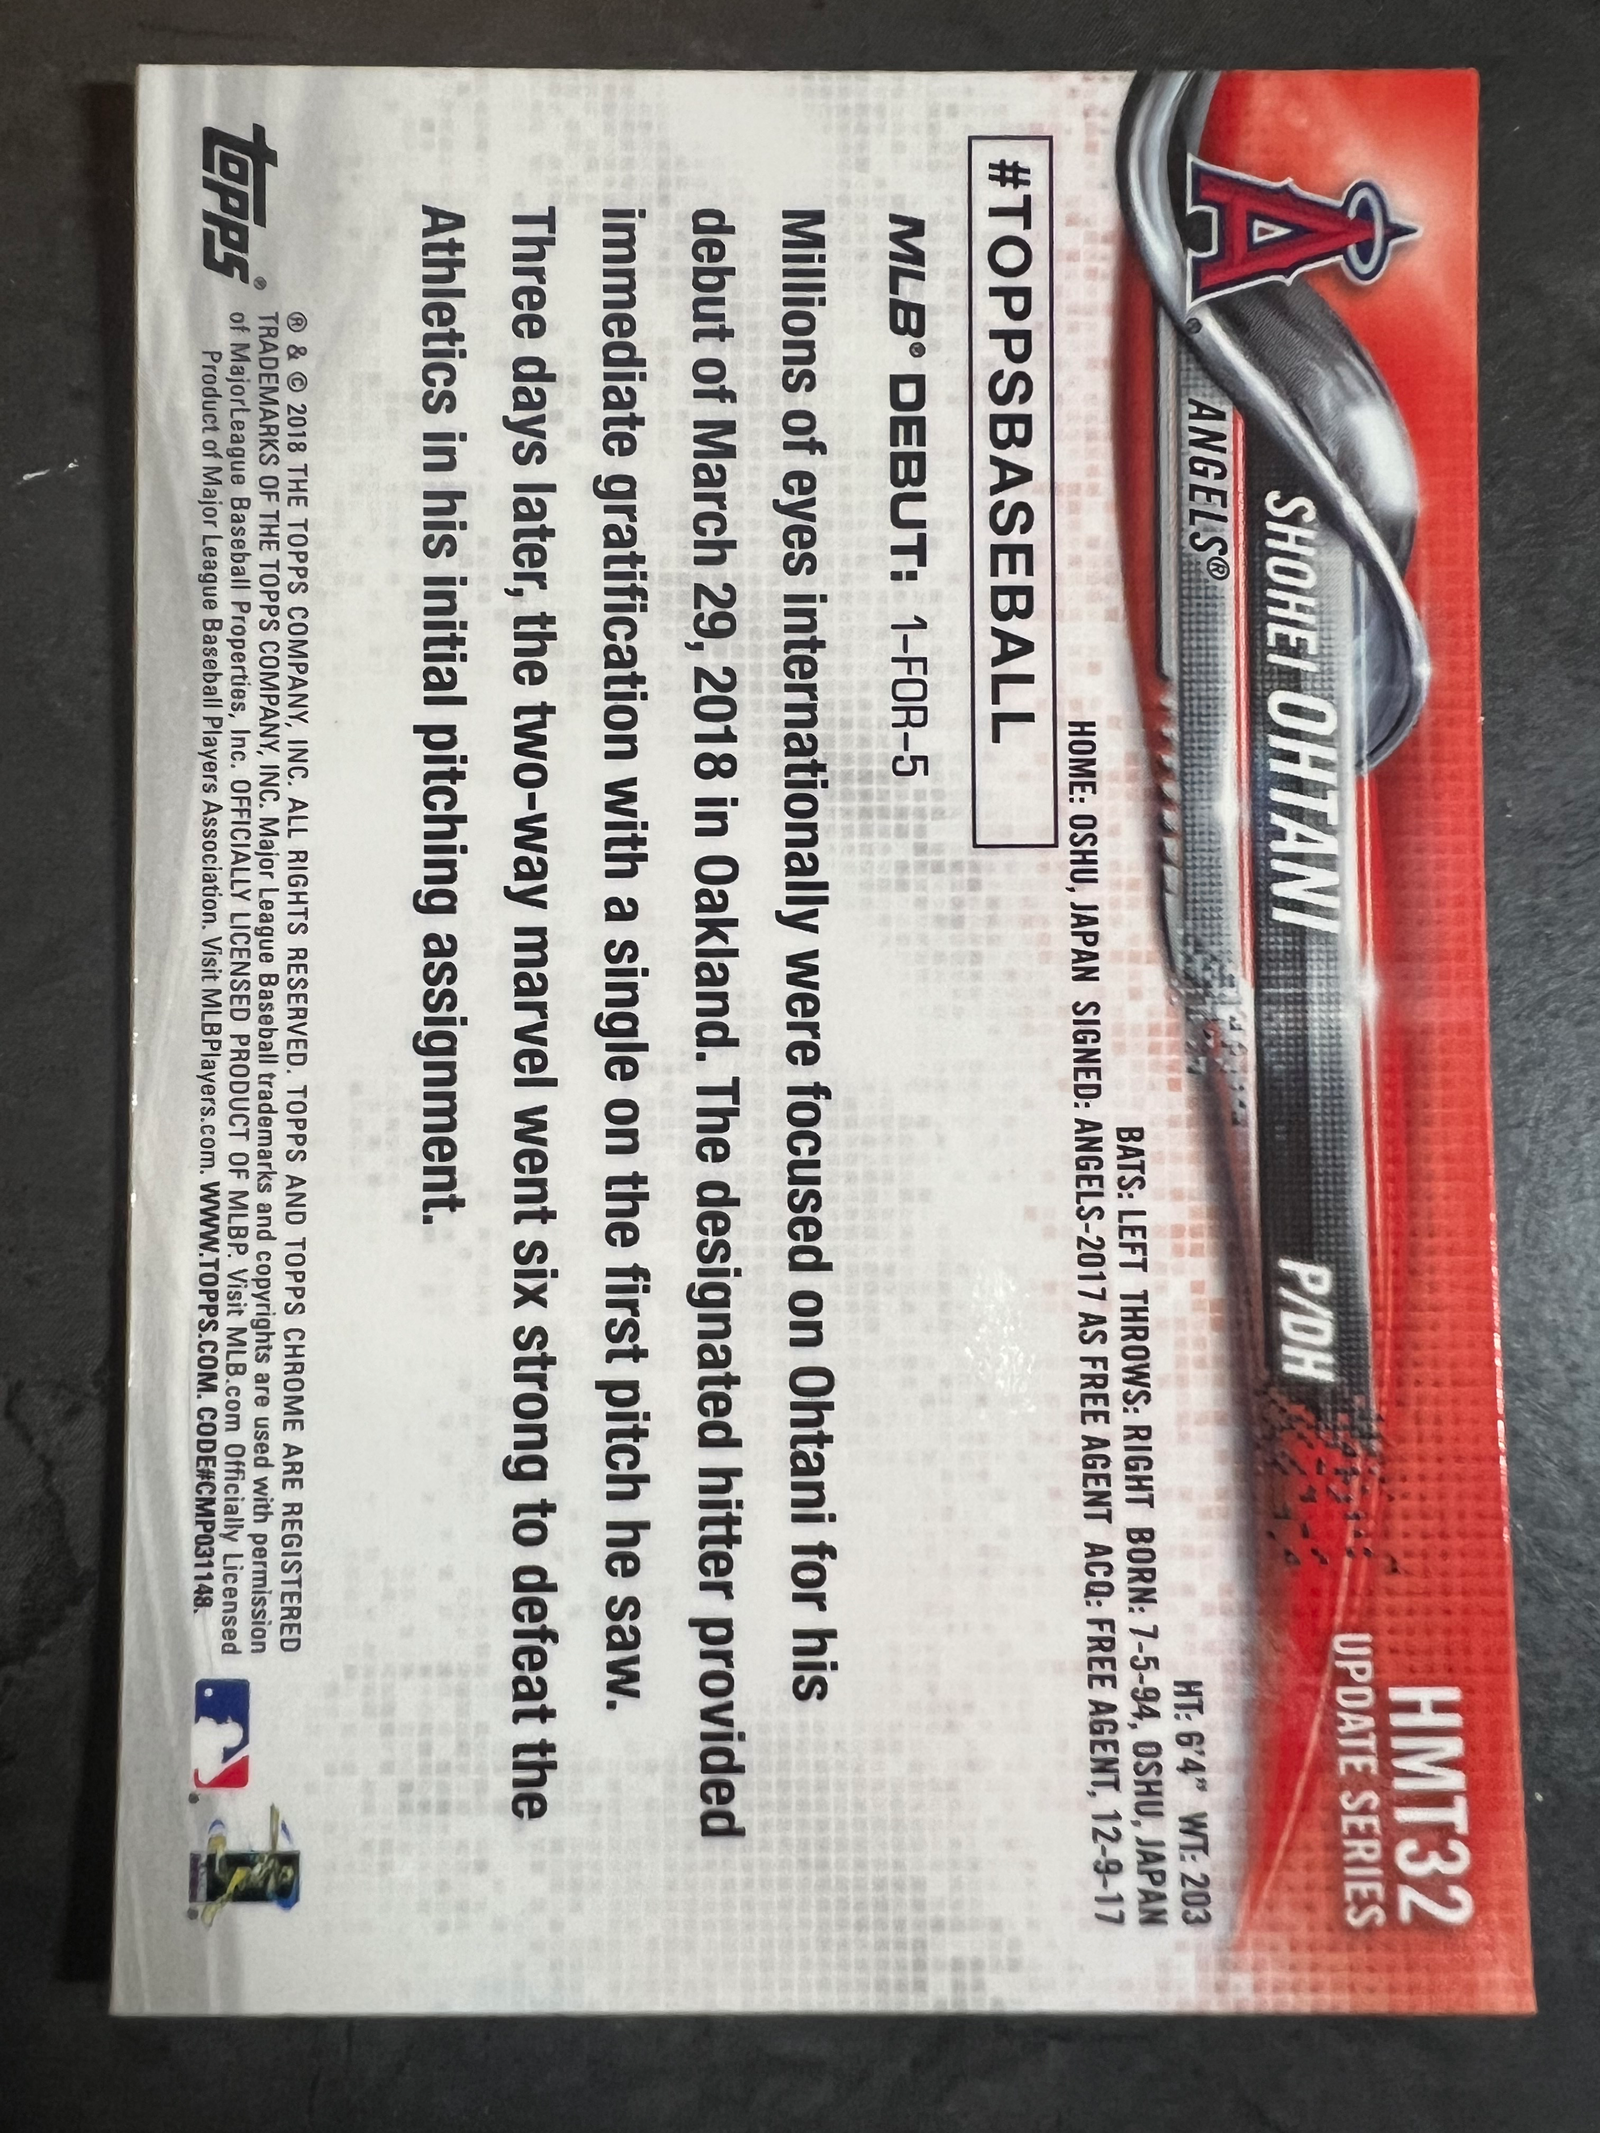 HMT32
UPDATE SERIES
A
SHOHEI OHTANI P/DH
ANGELS®
HT: 6'4" WT: 203
BATS: LEFT THROWS: RIGHT BORN: 7-5-94, OSHU, JAPAN
HOME: OSHU, JAPAN SIGNED: ANGELS-2017 AS FREE AGENT ACQ: FREE AGENT, 12-9-17
#TOPPSBASEBALL
MLB® DEBUT: 1-FOR-5
Millions of eyes internationally were focused on Ohtani for his
debut of March 29, 2018 in Oakland. The designated hitter provided
immediate gratification with a single on the first pitch he saw.
Three days later, the two-way marvel went six strong to defeat the
Athletics in his initial pitching assignment.
topps®
® & © 2018 THE TOPPS COMPANY, INC. ALL RIGHTS RESERVED. TOPPS AND TOPPS CHROME ARE REGISTERED
TRADEMARKS OF THE TOPPS COMPANY, INC. Major League Baseball trademarks and copyrights are used with permission
of MajorLeague Baseball Properties, Inc. OFFICIALLY LICENSED PRODUCT OF MLBP. Visit MLB.com Officially Licensed
Product of Major League Baseball Players Association. Visit MLBPlayers.com. WWW.TOPPS.COM. CODE#CMP031148.